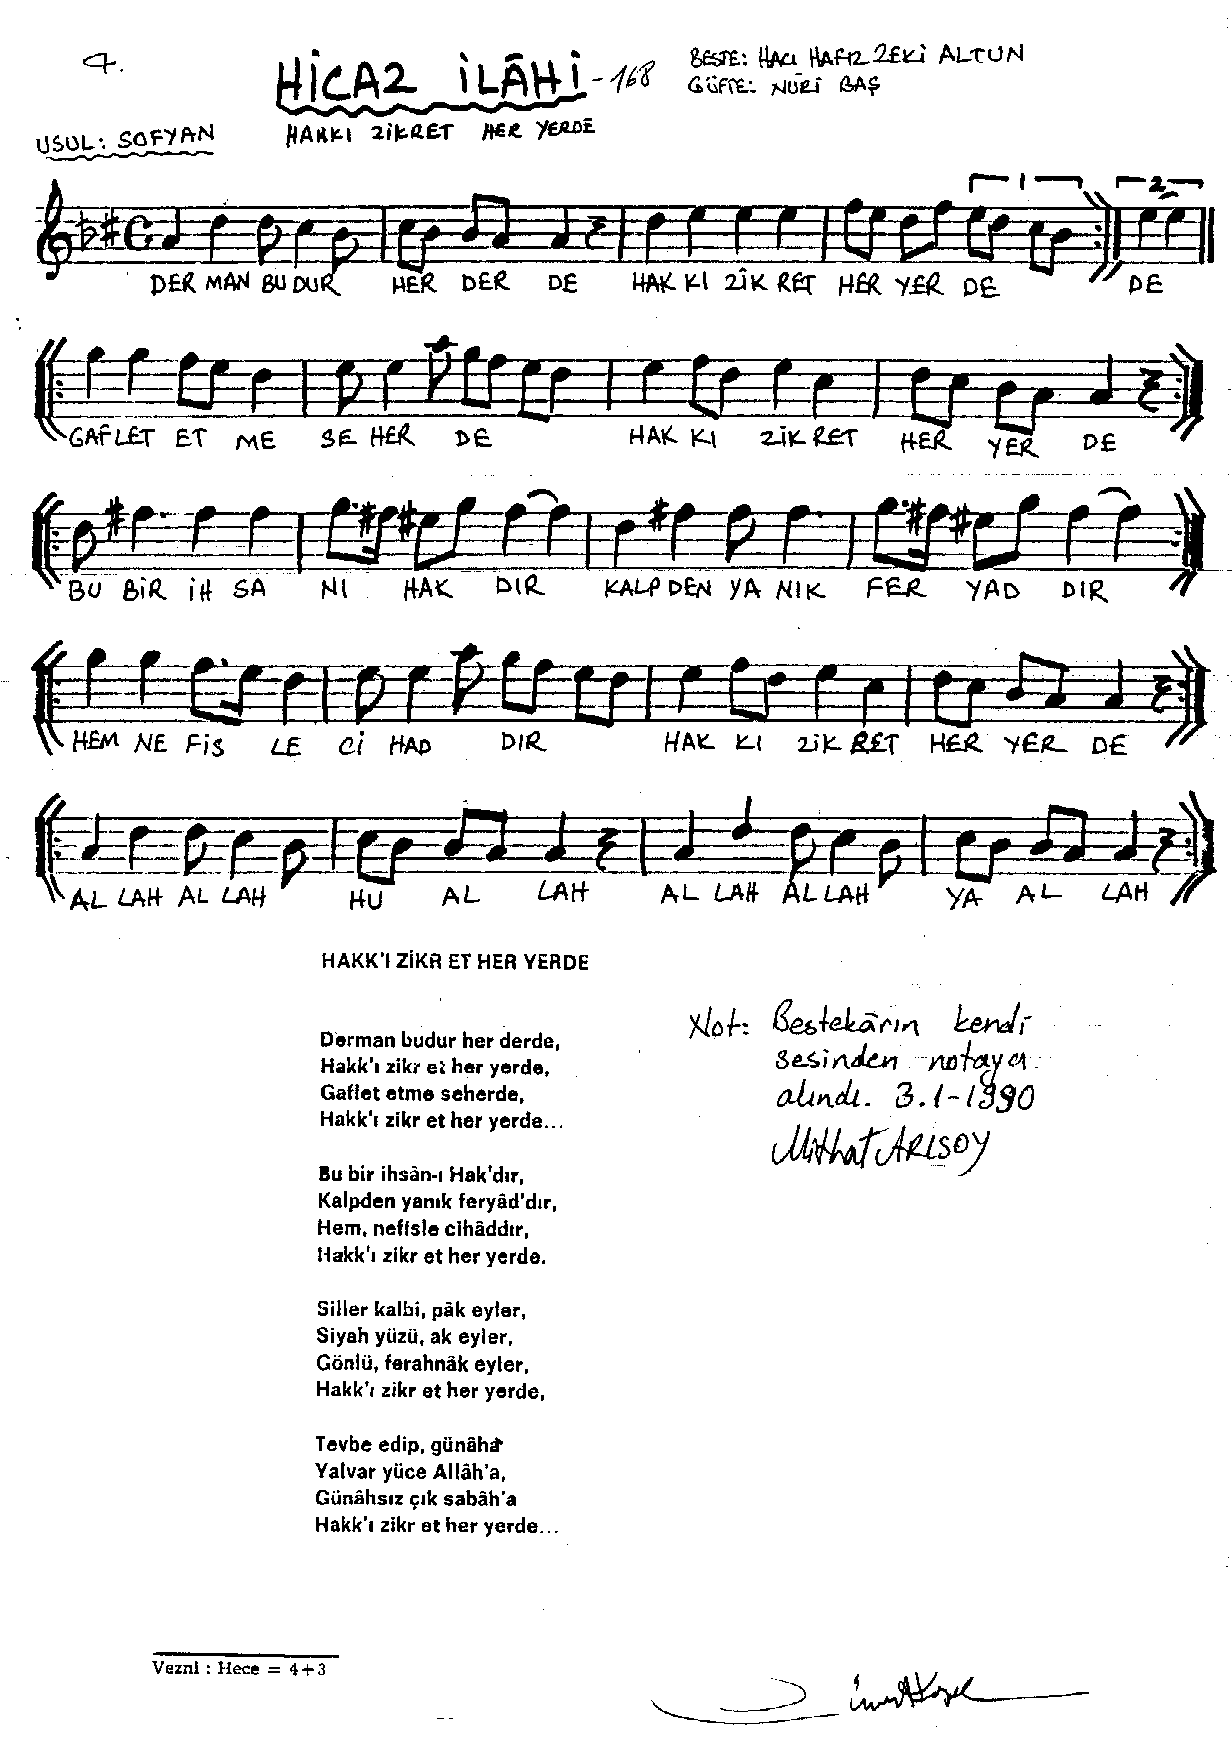 4.
HİCAZ İLÂHİ - 168
BESTE: HACI HAFIZ ZEKİ ALTUN
GÜFTE: NURİ BAŞ
USUL: SOFYAN
HAKKI ZİKRET HER YERDE
1 2
DER MAN BU DUR HER DER DE HAK KI ZİK RET HER YER DE DE
GAFLET ET ME SE HER DE HAK KI ZİK RET HER YER DE
BU BİR İH SA NI HAK DIR KALP DEN YA NIK FER YAD DIR
HEM NE FİS LE Cİ HAD DIR HAK KI ZİK RET HER YER DE
AL LAH AL LAH HU AL LAH AL LAH AL LAH YA AL LAH
HAKK'I ZİKR ET HER YERDE
Derman budur her derde,
Hakk'ı zikr et her yerde,
Gaflet etme seherde,
Hakk'ı zikr et her yerde...
Bu bir ihsân-ı Hak'dır,
Kalpden yanık feryâd'dır,
Hem, nefisle cihâddır,
Hakk'ı zikr et her yerde.
Siller kalbî, pâk eyler,
Siyah yüzü, ak eyler,
Gönlü, ferahnâk eyler,
Hakk'ı zikr et her yerde,
Tevbe edip, günâha
Yalvar yüce Allâh'a,
Günâhsız çık sabâh'a
Hakk'ı zikr et her yerde...
Not: Bestekârın kendi
sesinden notaya
alındı. 3.1-1990
Mithat ARISOY
Vezni : Hece = 4+3